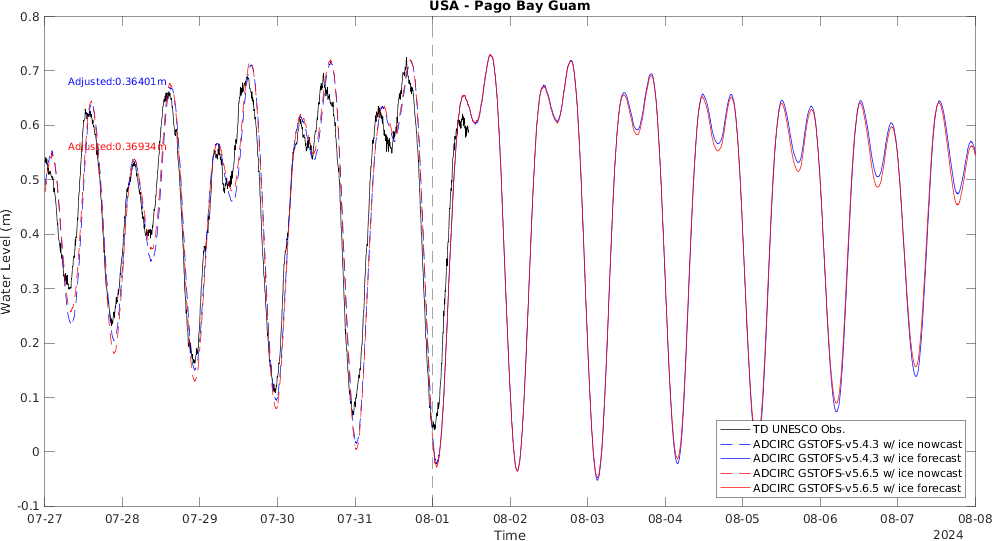 USA - Pago Bay Guam
0.8
0.7
0.6
0.5
0.4
0.3
0.2
0.1
0
-0.1
Water Level (m)
Adjusted:0.36401m
Adjusted:0.36934m
TD UNESCO Obs.
ADCIRC GSTOFS-v5.4.3 w/ ice nowcast
ADCIRC GSTOFS-v5.4.3 w/ ice forecast
ADCIRC GSTOFS-v5.6.5 w/ ice nowcast
ADCIRC GSTOFS-v5.6.5 w/ ice forecast
07-27 07-28 07-29 07-30 07-31 08-01 08-02 08-03 08-04 08-05 08-06 08-07 08-08
Time
2024